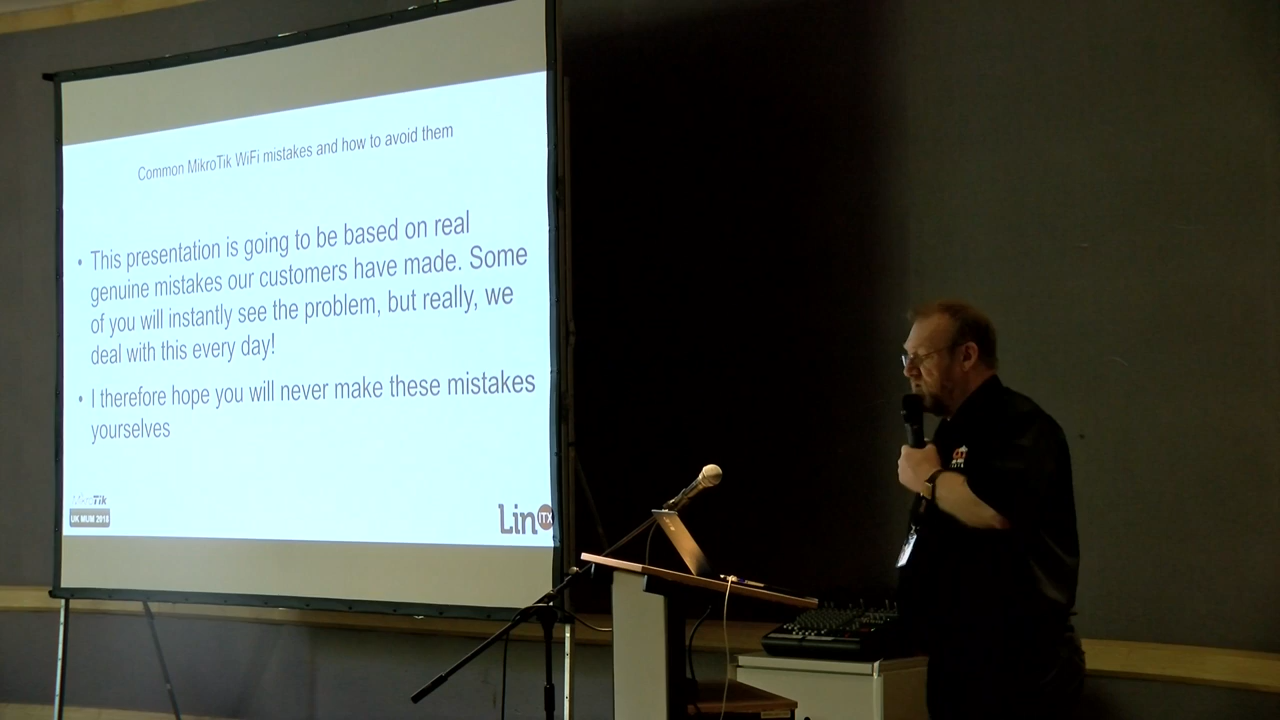 Common MikroTik WiFi mistakes and how to avoid them
• This presentation is going to be based on real
genuine mistakes our customers have made. Some
of you will instantly see the problem, but really, we
deal with this every day!
• I therefore hope you will never make these mistakes
yourselves
MikroTik
UK MUM 2018
LinITX